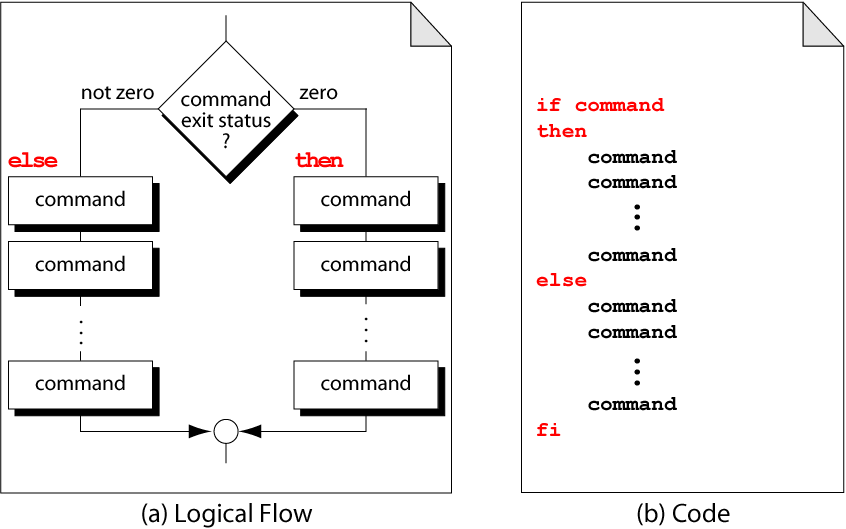 not zero
zero
command
exit status
?
else
then
command
command
command
command
⋮
⋮
command
command
if command
then
command
command
⋮
command
else
command
command
⋮
command
fi
(a) Logical Flow
(b) Code